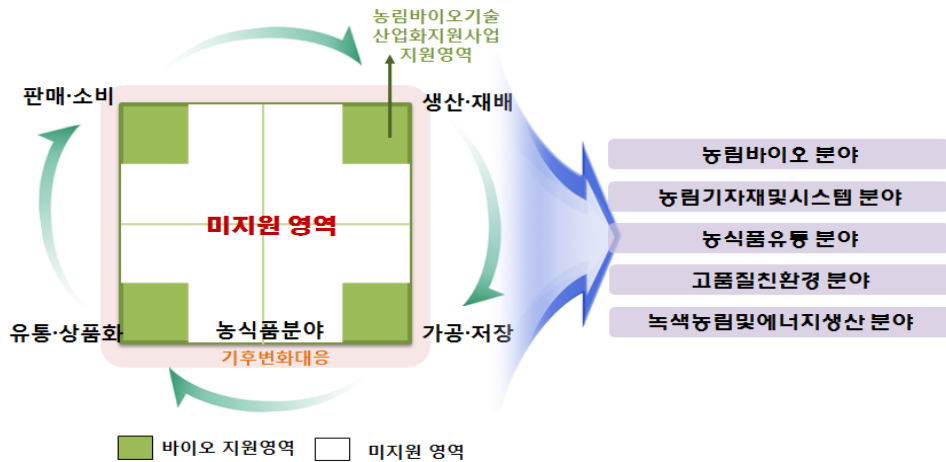 농림바이오기술
산업화지원사업
지원영역
판매·소비
생산·재배
미지원 영역
유통·상품화
농식품분야
가공·저장
기후변화대응
바이오 지원영역
미지원 영역
농림바이오 분야
농림기자재및시스템 분야
농식품유통 분야
고품질친환경 분야
녹색농림및에너지생산 분야